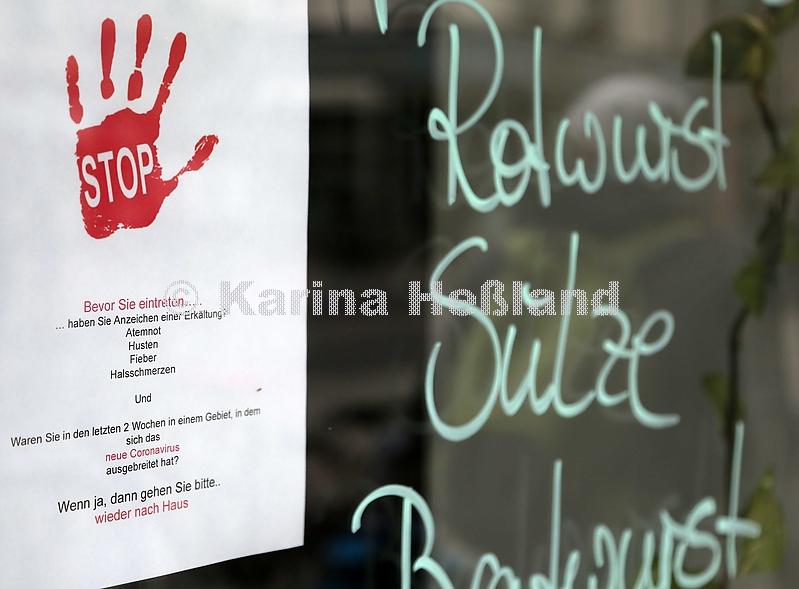 STOP
Bevor Sie eintreten.....
... haben Sie Anzeichen einer Erkältung?
Atemnot
Husten
Fieber
Halsschmerzen
Und
Waren Sie in den letzten 2 Wochen in einem Gebiet, in dem
sich das
neue Coronavirus
ausgebreitet hat?
Wenn ja, dann gehen Sie bitte..
wieder nach Haus
Rotwurst
Sülze
Bratwurst
© Karina Heßland